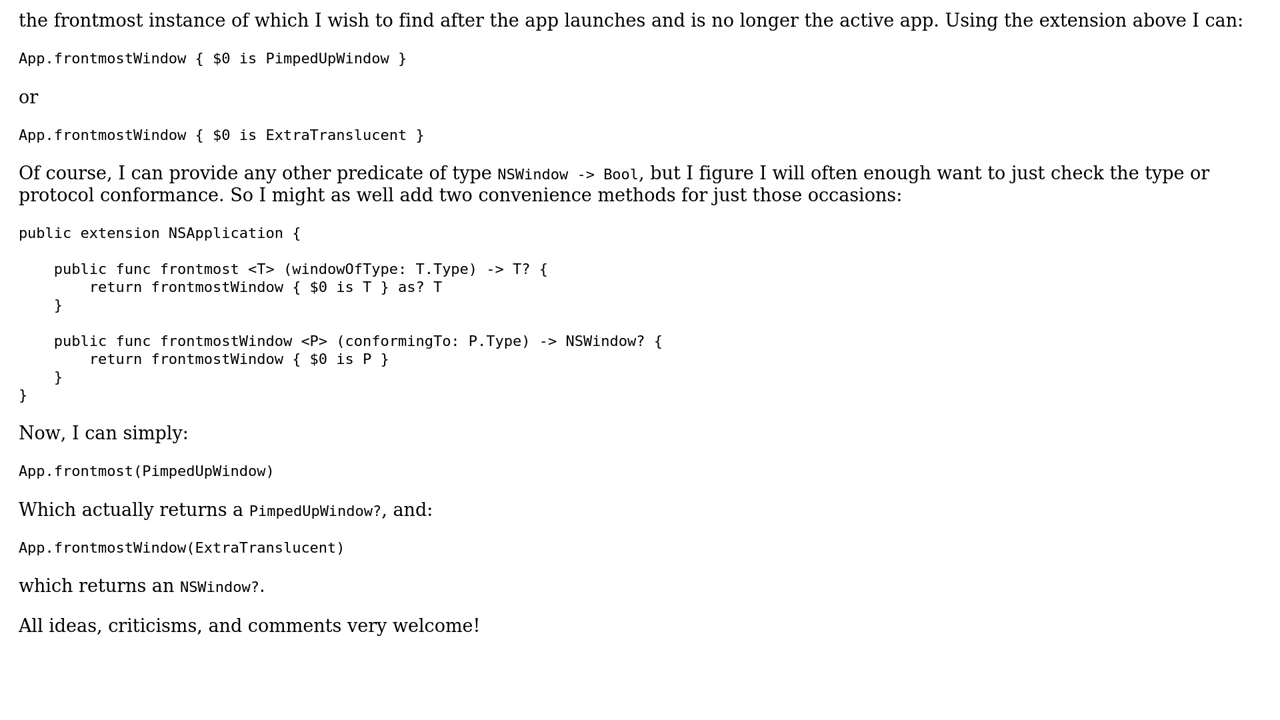 the frontmost instance of which I wish to find after the app launches and is no longer the active app. Using the extension above I can:
App.frontmostWindow { $0 is PimpedUpWindow }
or
App.frontmostWindow { $0 is ExtraTranslucent }
Of course, I can provide any other predicate of type NSWindow -> Bool, but I figure I will often enough want to just check the type or
protocol conformance. So I might as well add two convenience methods for just those occasions:
public extension NSApplication {
    public func frontmost <T> (windowOfType: T.Type) -> T? {
        return frontmostWindow { $0 is T } as? T
    }
    public func frontmostWindow <P> (conformingTo: P.Type) -> NSWindow? {
        return frontmostWindow { $0 is P }
    }
}
Now, I can simply:
App.frontmost(PimpedUpWindow)
Which actually returns a PimpedUpWindow?, and:
App.frontmostWindow(ExtraTranslucent)
which returns an NSWindow?.
All ideas, criticisms, and comments very welcome!